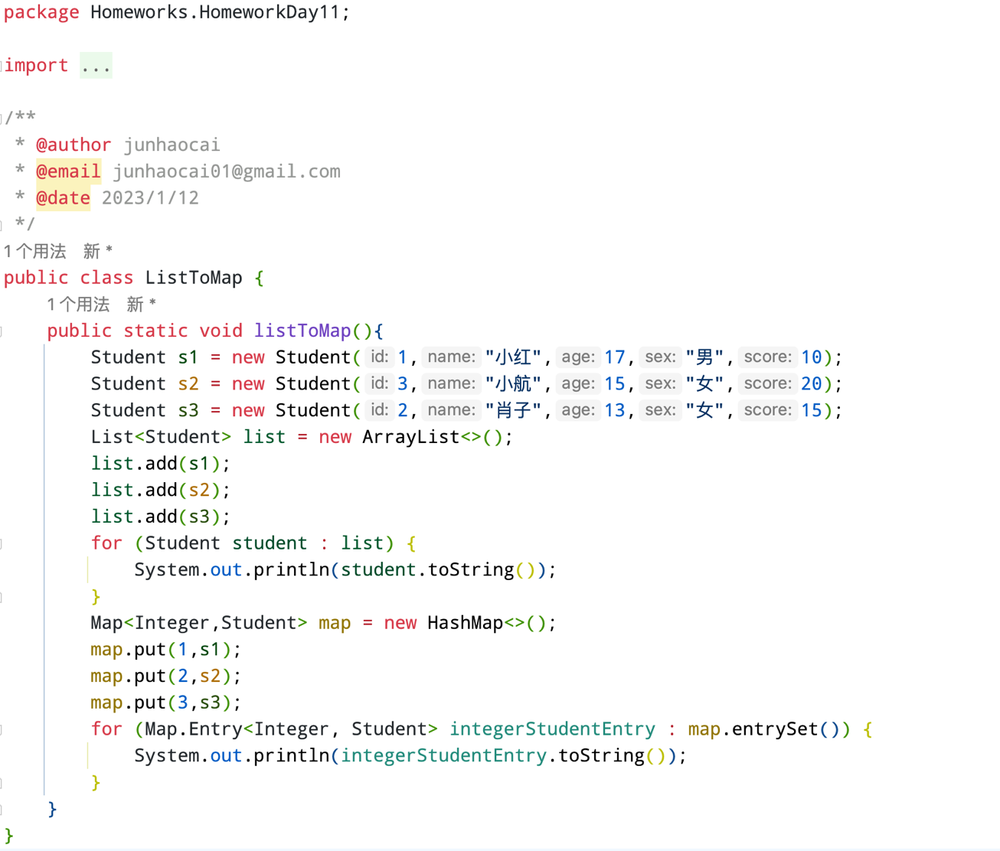 package Homeworks.HomeworkDay11;
import ...
/**
 * @author junhaocai
 * @email junhaocai01@gmail.com
 * @date 2023/1/12
 */
1个用法 新 *
public class ListToMap {
1个用法 新 *
public static void listToMap(){
Student s1 = new Student( id: 1, name: "小红", age: 17, sex: "男", score: 10);
Student s2 = new Student( id: 3, name: "小航", age: 15, sex: "女", score: 20);
Student s3 = new Student( id: 2, name: "肖子", age: 13, sex: "女", score: 15);
List<Student> list = new ArrayList<>();
list.add(s1);
list.add(s2);
list.add(s3);
for (Student student : list) {
System.out.println(student.toString());
}
Map<Integer,Student> map = new HashMap<>();
map.put(1,s1);
map.put(2,s2);
map.put(3,s3);
for (Map.Entry<Integer, Student> integerStudentEntry : map.entrySet()) {
System.out.println(integerStudentEntry.toString());
}
}
}